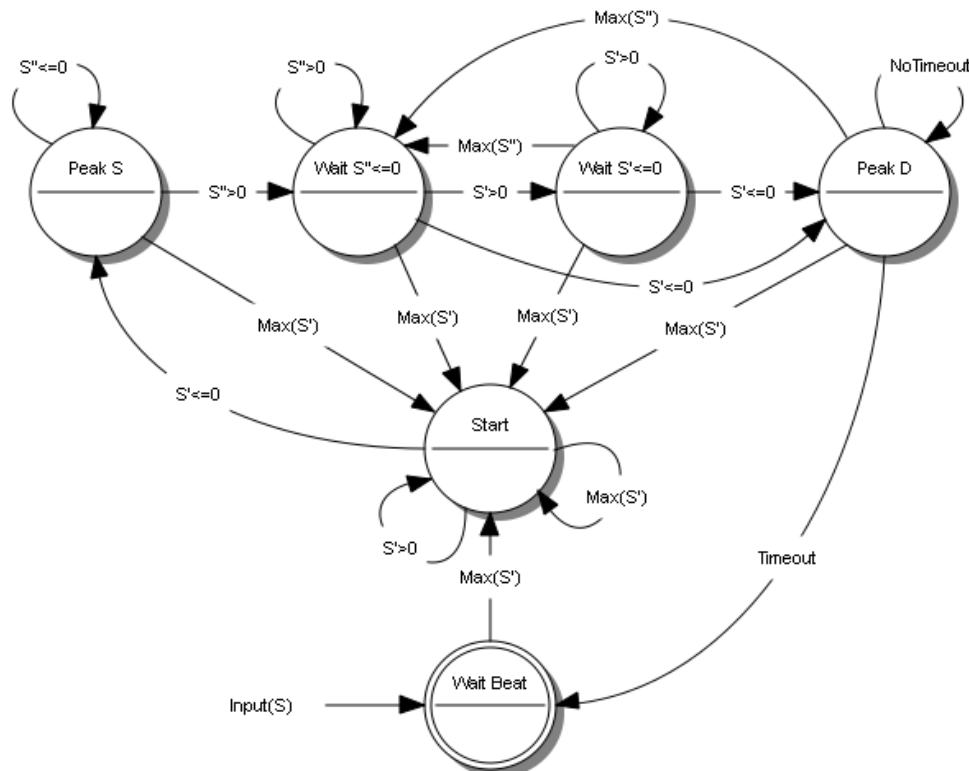 Max(S'')
S''<=0
S''>0
S'>0
NoTimeout
Max(S'')
Peak S
Wait S''<=0
Wait S'<=0
Peak D
S''>0
S'>0
S'<=0
S'<=0
Max(S')
Max(S')
Max(S')
Max(S')
S'<=0
Start
Max(S')
S'>0
Timeout
Max(S')
Wait Beat
Input(S)